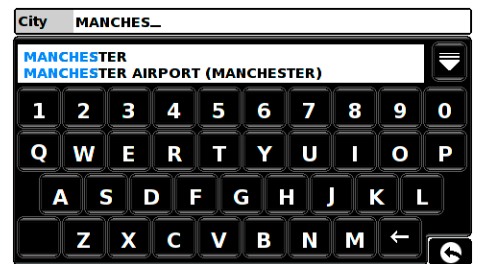 City MANCHES_
MANCHESTER
MANCHESTER AIRPORT (MANCHESTER)
1 2 3 4 5 6 7 8 9 0
Q W E R T Y U I O P
A S D F G H J K L
Z X C V B N M ←